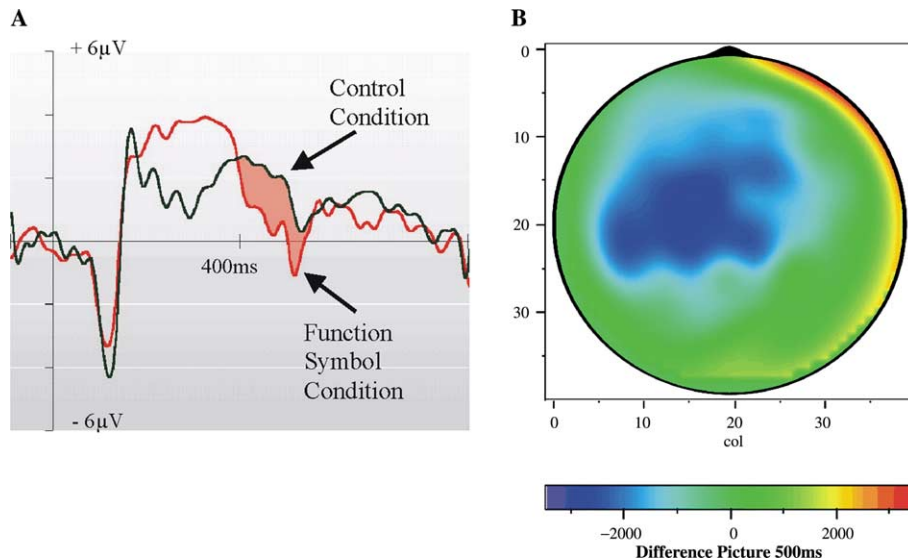 A
+ 6µV
Control
Condition
400ms
Function
Symbol
Condition
- 6µV
B
0
10
20
30
40
0
10
20
30
col
−2000
0
2000
Difference Picture 500ms